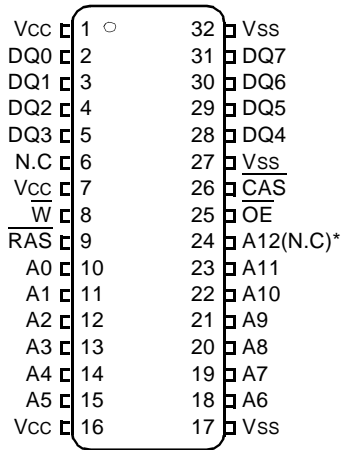 Vcc 1 32 Vss
DQ0 2 31 DQ7
DQ1 3 30 DQ6
DQ2 4 29 DQ5
DQ3 5 28 DQ4
N.C 6 27 Vss
Vcc 7 26 C̅A̅S̅
W̅ 8 25 O̅E̅
R̅A̅S̅ 9 24 A12(N.C)*
A0 10 23 A11
A1 11 22 A10
A2 12 21 A9
A3 13 20 A8
A4 14 19 A7
A5 15 18 A6
Vcc 16 17 Vss